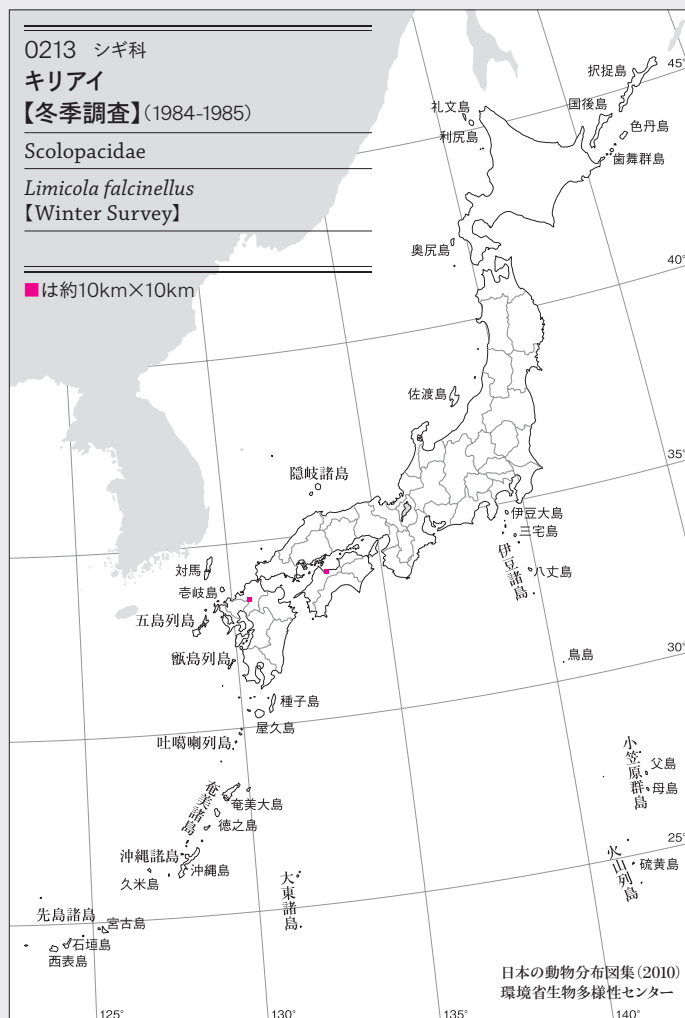 0213 シギ科
キリアイ
【冬季調査】(1984-1985)
Scolopacidae
Limicola falcinellus
【Winter Survey】
■は約10km×10km
択捉島
45°
国後島
礼文島
色丹島
利尻島
歯舞群島
奥尻島
40°
佐渡島
35°
隠岐諸島
伊豆大島
三宅島
伊豆諸島
八丈島
対馬
壱岐島
五島列島
甑島列島
鳥島
30°
種子島
屋久島
吐噶喇列島
小笠原群島
父島
母島
奄美諸島
奄美大島
徳之島
25°
沖縄諸島
沖縄島
久米島
火山列島
硫黄島
大東諸島
先島諸島
宮古島
石垣島
西表島
日本の動物分布図集(2010)
環境省生物多様性センター
125°
130°
135°
140°